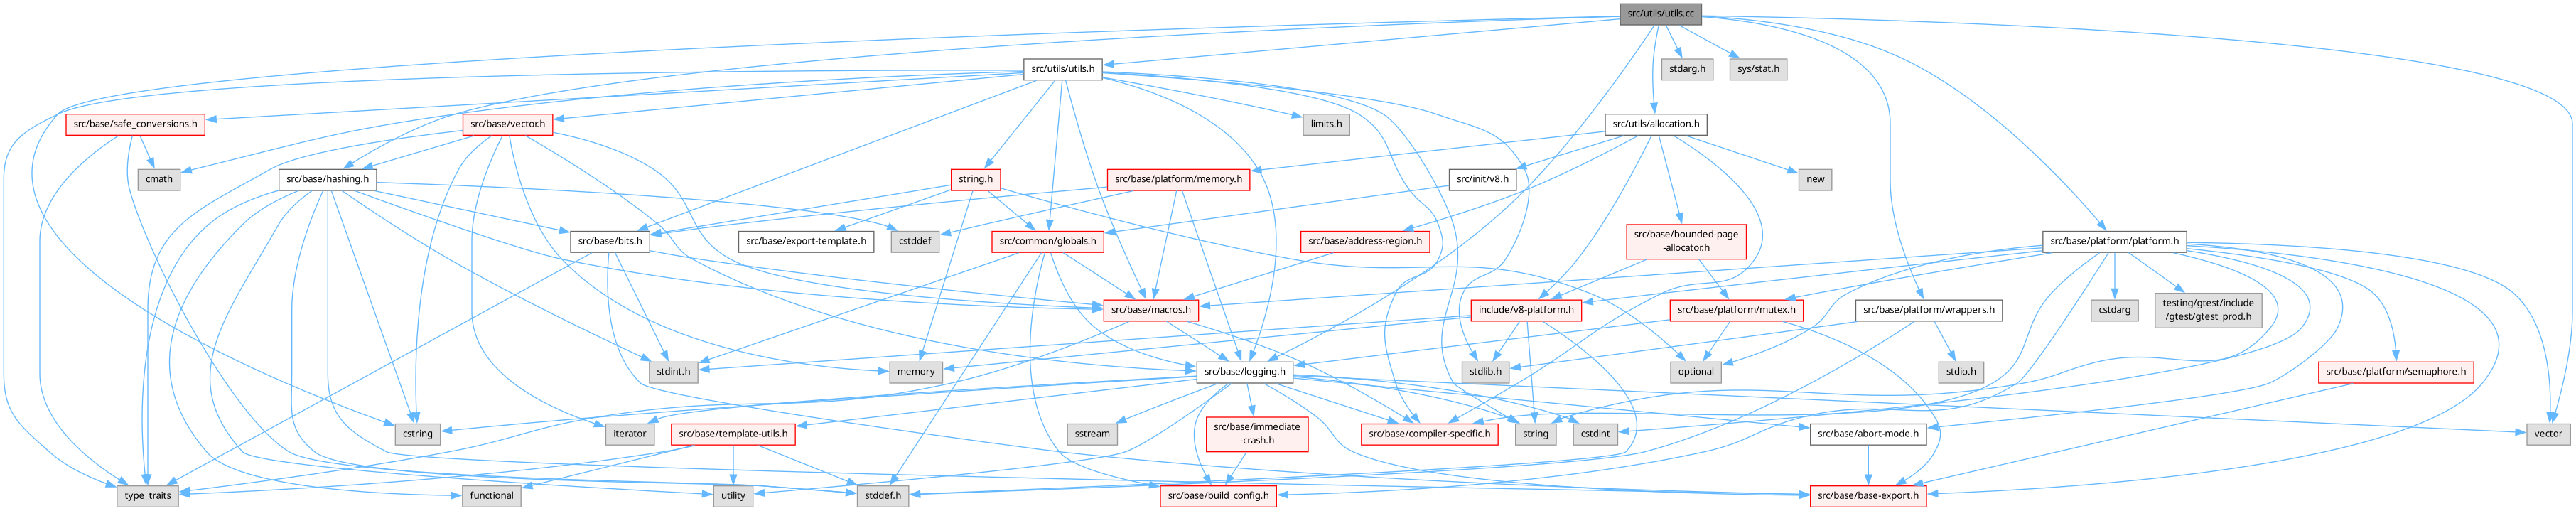 src/utils/utils.cc
src/utils/utils.h
stdarg.h
sys/stat.h
src/base/safe_conversions.h
src/base/vector.h
limits.h
src/utils/allocation.h
cmath
src/base/hashing.h
string.h
src/base/platform/memory.h
src/init/v8.h
new
src/base/bits.h
src/base/export-template.h
cstddef
src/common/globals.h
src/base/address-region.h
src/base/bounded-page
-allocator.h
src/base/platform/platform.h
src/base/macros.h
include/v8-platform.h
src/base/platform/mutex.h
src/base/platform/wrappers.h
cstdarg
testing/gtest/include
/gtest/gtest_prod.h
stdint.h
memory
src/base/logging.h
stdlib.h
optional
stdio.h
src/base/platform/semaphore.h
cstring
iterator
src/base/template-utils.h
sstream
src/base/immediate
-crash.h
src/base/compiler-specific.h
string
cstdint
src/base/abort-mode.h
vector
type_traits
functional
utility
stddef.h
src/base/build_config.h
src/base/base-export.h